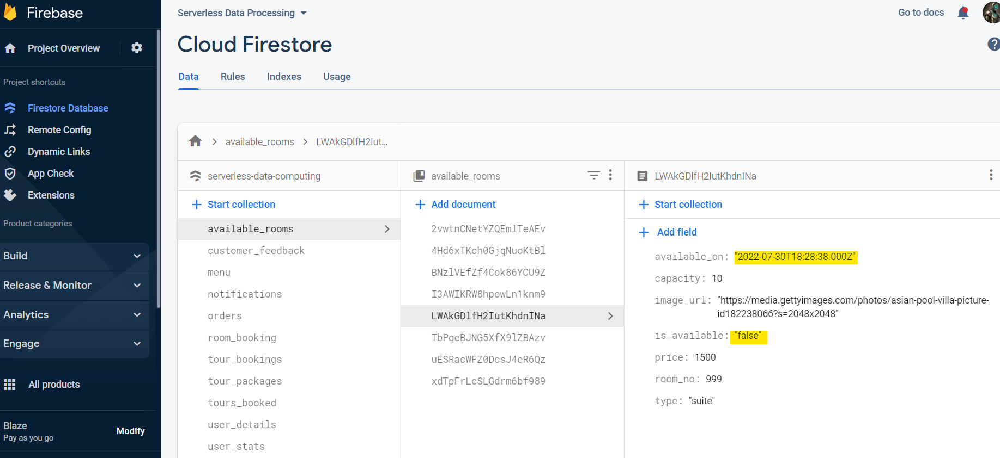 Firebase
Project Overview
Project shortcuts
Firestore Database
Remote Config
Dynamic Links
App Check
Extensions
Product categories
Build
Release & Monitor
Analytics
Engage
All products
Blaze
Pay as you go
Modify
Serverless Data Processing
Go to docs
Cloud Firestore
?
Data Rules Indexes Usage
available_rooms LWAkGDlfH2Iut...
serverless-data-computing
Start collection
available_rooms
customer_feedback
menu
notifications
orders
room_booking
tour_bookings
tour_packages
tours_booked
user_details
user_stats
available_rooms
Add document
2vwtnCNetYZQEmlTeAEv
4Hd6xTKch0GjqNuoKtBl
BNzlVEfZf4Cok86YCU9Z
I3AWIKRW8hpowLn1knm9
LWAkGDlfH2IutKhdnINa
TbPqeBJNG5XfX9lZBAzv
uESRacWFZ0DcsJ4eR6Qz
xdTpFrLcSLGdrm6bf989
LWAkGDlfH2IutKhdnINa
Start collection
Add field
available_on: "2022-07-30T18:28:38.000Z"
capacity: 10
image_url: "https://media.gettyimages.com/photos/asian-pool-villa-picture-
id182238066?s=2048x2048"
is_available: "false"
price: 1500
room_no: 999
type: "suite"